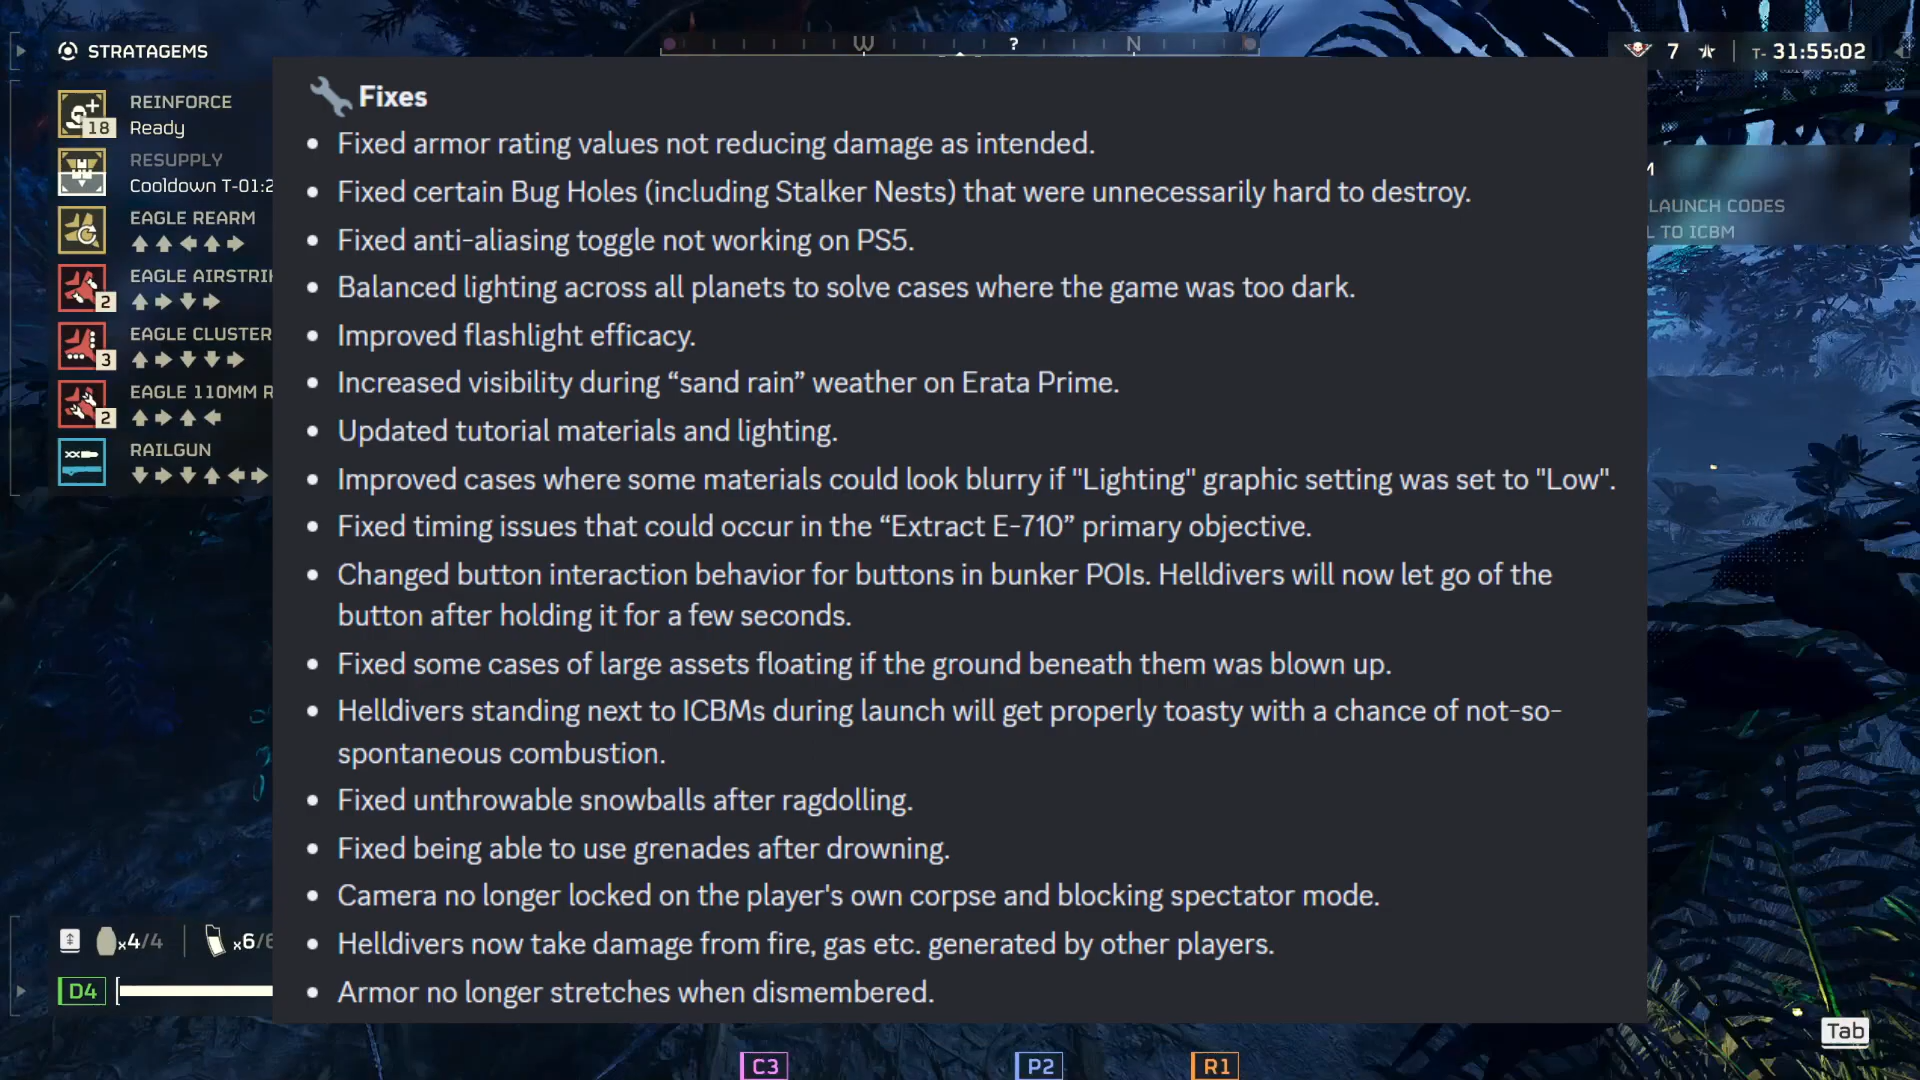 STRATAGEMS
W
?
N
7
T- 31:55:02
REINFORCE
18
Ready
RESUPPLY
Cooldown T-01:2
EAGLE REARM
EAGLE AIRSTRI
2
EAGLE CLUSTER
3
EAGLE 110MM R
2
RAILGUN
LAUNCH CODES
L TO ICBM
🔧 Fixes
• Fixed armor rating values not reducing damage as intended.
• Fixed certain Bug Holes (including Stalker Nests) that were unnecessarily hard to destroy.
• Fixed anti-aliasing toggle not working on PS5.
• Balanced lighting across all planets to solve cases where the game was too dark.
• Improved flashlight efficacy.
• Increased visibility during “sand rain” weather on Erata Prime.
• Updated tutorial materials and lighting.
• Improved cases where some materials could look blurry if "Lighting" graphic setting was set to "Low".
• Fixed timing issues that could occur in the “Extract E-710” primary objective.
• Changed button interaction behavior for buttons in bunker POIs. Helldivers will now let go of the
button after holding it for a few seconds.
• Fixed some cases of large assets floating if the ground beneath them was blown up.
• Helldivers standing next to ICBMs during launch will get properly toasty with a chance of not-so-
spontaneous combustion.
• Fixed unthrowable snowballs after ragdolling.
• Fixed being able to use grenades after drowning.
• Camera no longer locked on the player's own corpse and blocking spectator mode.
• Helldivers now take damage from fire, gas etc. generated by other players.
• Armor no longer stretches when dismembered.
x4/4
x6/6
D4
C3
P2
R1
Tab